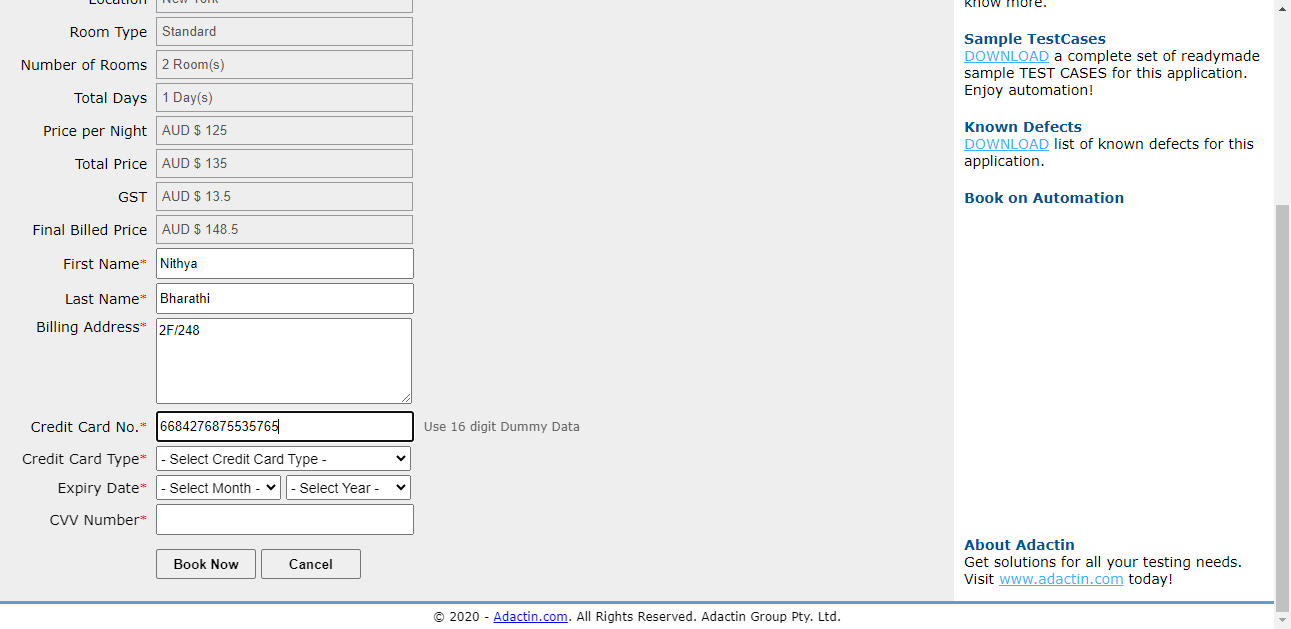 Location New York
Room Type Standard
Number of Rooms 2 Room(s)
Total Days 1 Day(s)
Price per Night AUD $ 125
Total Price AUD $ 135
GST AUD $ 13.5
Final Billed Price AUD $ 148.5
First Name* Nithya
Last Name* Bharathi
Billing Address* 2F/248
Credit Card No.* 6684276875535765 Use 16 digit Dummy Data
Credit Card Type* - Select Credit Card Type -
Expiry Date* - Select Month - - Select Year -
CVV Number*
Book Now Cancel
know more.
Sample TestCases
DOWNLOAD a complete set of readymade
sample TEST CASES for this application.
Enjoy automation!
Known Defects
DOWNLOAD list of known defects for this
application.
Book on Automation
About Adactin
Get solutions for all your testing needs.
Visit www.adactin.com today!
© 2020 - Adactin.com. All Rights Reserved. Adactin Group Pty. Ltd.